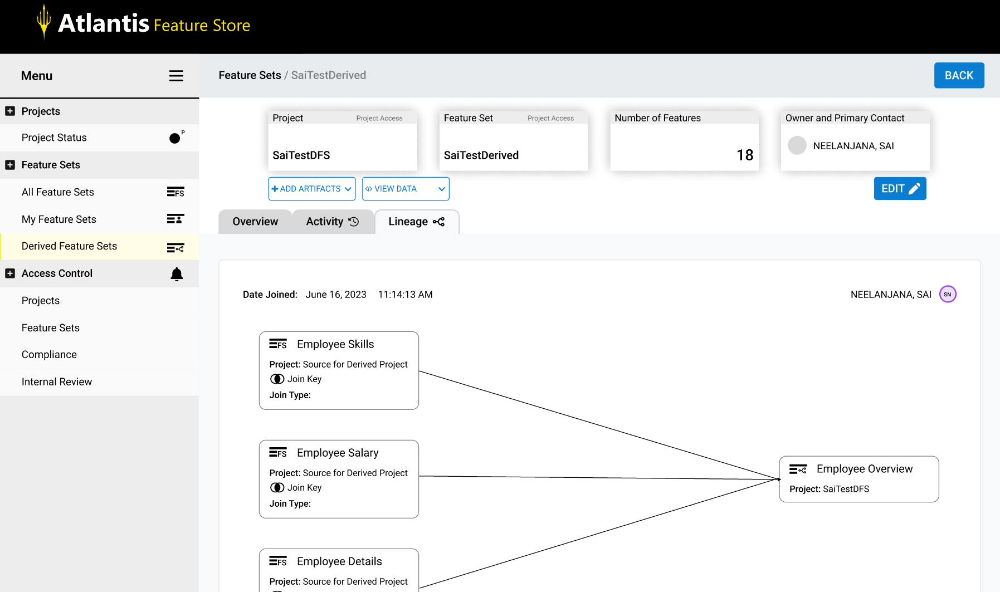 Atlantis Feature Store
Menu
Feature Sets / SaiTestDerived
BACK
Projects
Project Status
P
Feature Sets
All Feature Sets
FS
My Feature Sets
Derived Feature Sets
Access Control
Projects
Feature Sets
Compliance
Internal Review
Project Project Access
SaiTestDFS
Feature Set Project Access
SaiTestDerived
Number of Features
18
Owner and Primary Contact
NEELANJANA, SAI
ADD ARTIFACTS
</> VIEW DATA
EDIT
Overview
Activity
Lineage
Date Joined: June 16, 2023 11:14:13 AM
NEELANJANA, SAI SN
FS Employee Skills
Project: Source for Derived Project
Join Key
Join Type:
FS Employee Salary
Project: Source for Derived Project
Join Key
Join Type:
Employee Overview
Project: SaiTestDFS
FS Employee Details
Project: Source for Derived Project